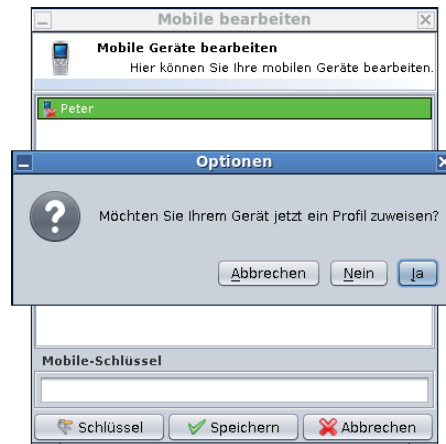 Mobile bearbeiten
Mobile Geräte bearbeiten
Hier können Sie Ihre mobilen Geräte bearbeiten.
Peter
Optionen
Möchten Sie Ihrem Gerät jetzt ein Profil zuweisen?
Abbrechen Nein Ja
Mobile-Schlüssel
Schlüssel Speichern Abbrechen